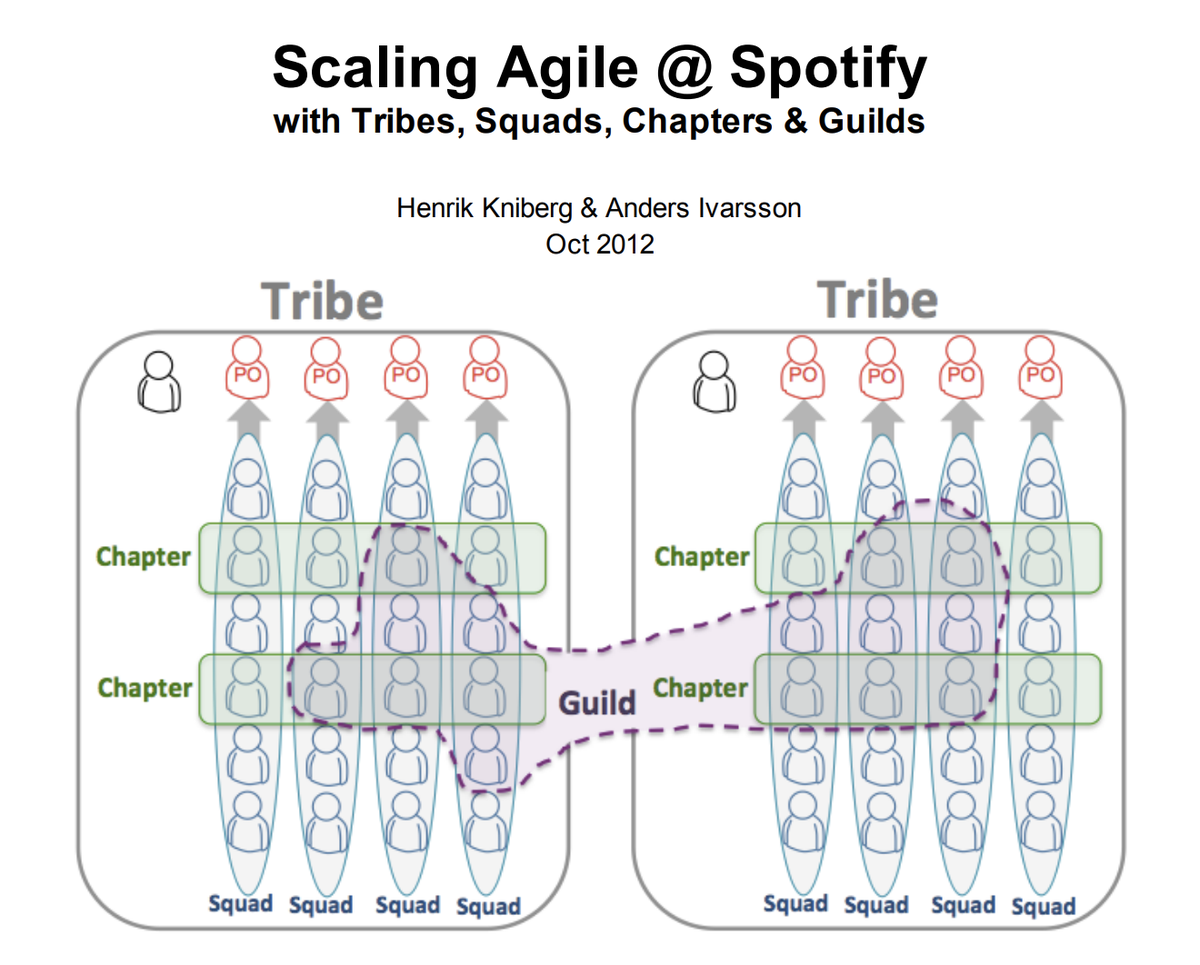 Scaling Agile @ Spotify
with Tribes, Squads, Chapters & Guilds
Henrik Kniberg & Anders Ivarsson
Oct 2012
Tribe
Tribe
PO PO PO PO
PO PO PO PO
Chapter
Chapter
Chapter
Guild
Chapter
Squad Squad Squad Squad
Squad Squad Squad Squad